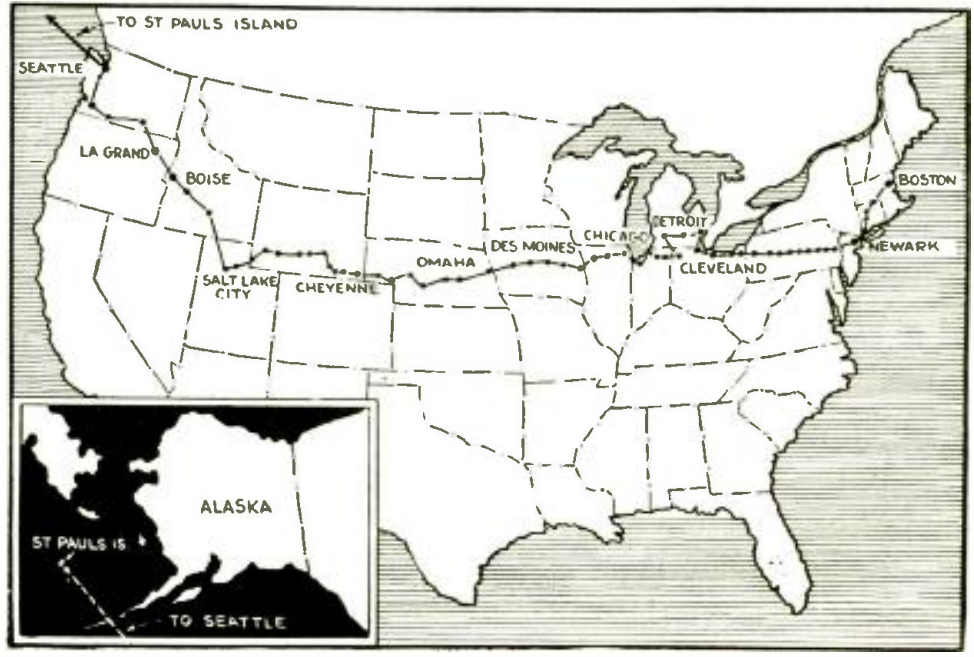 TO ST PAULS ISLAND
SEATTLE
LA GRAND
BOISE
BOSTON
DETROIT
CHICAGO
DES MOINES
NEWARK
OMAHA
CLEVELAND
SALT LAKE
CITY
CHEYENNE
ALASKA
ST PAULS IS.
TO SEATTLE